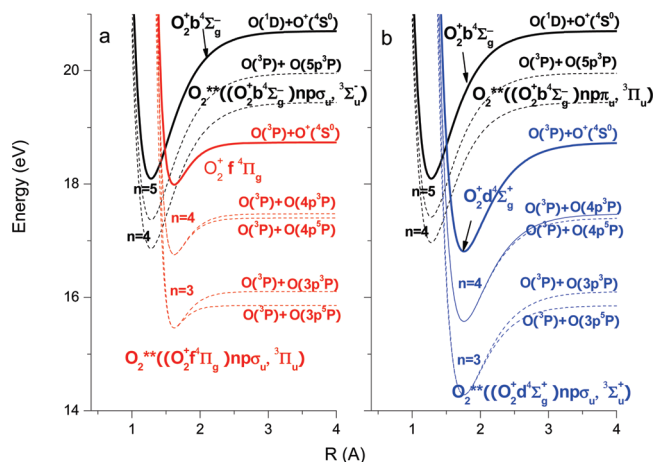 a
O₂⁺b⁴Σg⁻
O(¹D)+O⁺(⁴S⁰)
O(³P)+ O(5p³P)
O₂**((O₂⁺b⁴Σg⁻)npσu, ³Σu⁻)
O(³P)+O⁺(⁴S⁰)
O₂⁺ f ⁴Πg
n=5
n=4
n=4
O(³P)+O(4p³P)
O(³P)+O(4p⁵P)
n=3
O(³P)+O(3p³P)
O(³P)+O(3p⁵P)
O₂**((O₂⁺f⁴Πg)npσu, ³Πu)
b
O₂⁺b⁴Σg⁻
O(¹D)+O⁺(⁴S⁰)
O(³P)+ O(5p³P)
O₂**((O₂⁺b⁴Σg⁻)npπu, ³Πu)
O(³P)+O⁺(⁴S⁰)
n=5
O₂⁺d⁴Σg⁺
O(³P)+O(4p³P)
O(³P)+O(4p⁵P)
n=4
n=4
O(³P)+O(3p³P)
O(³P)+O(3p⁵P)
n=3
O₂**((O₂⁺d⁴Σg⁺)npσu, ³Σu⁺)
Energy (eV)
20
18
16
14
1 2 3 4
1 2 3 4
R (A)